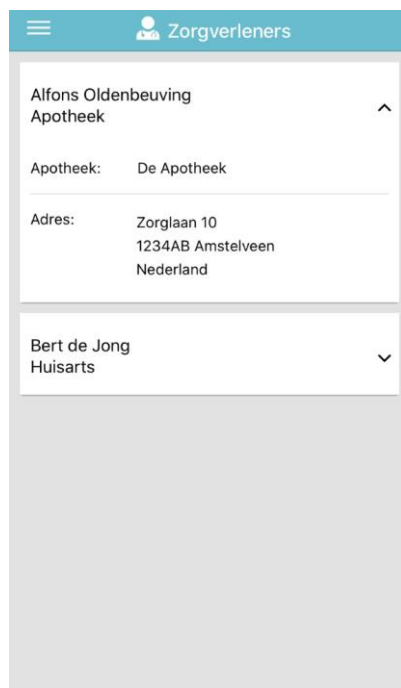 Zorgverleners
Alfons Oldenbeuving
Apotheek
Apotheek: De Apotheek
Adres: Zorglaan 10
1234AB Amstelveen
Nederland
Bert de Jong
Huisarts